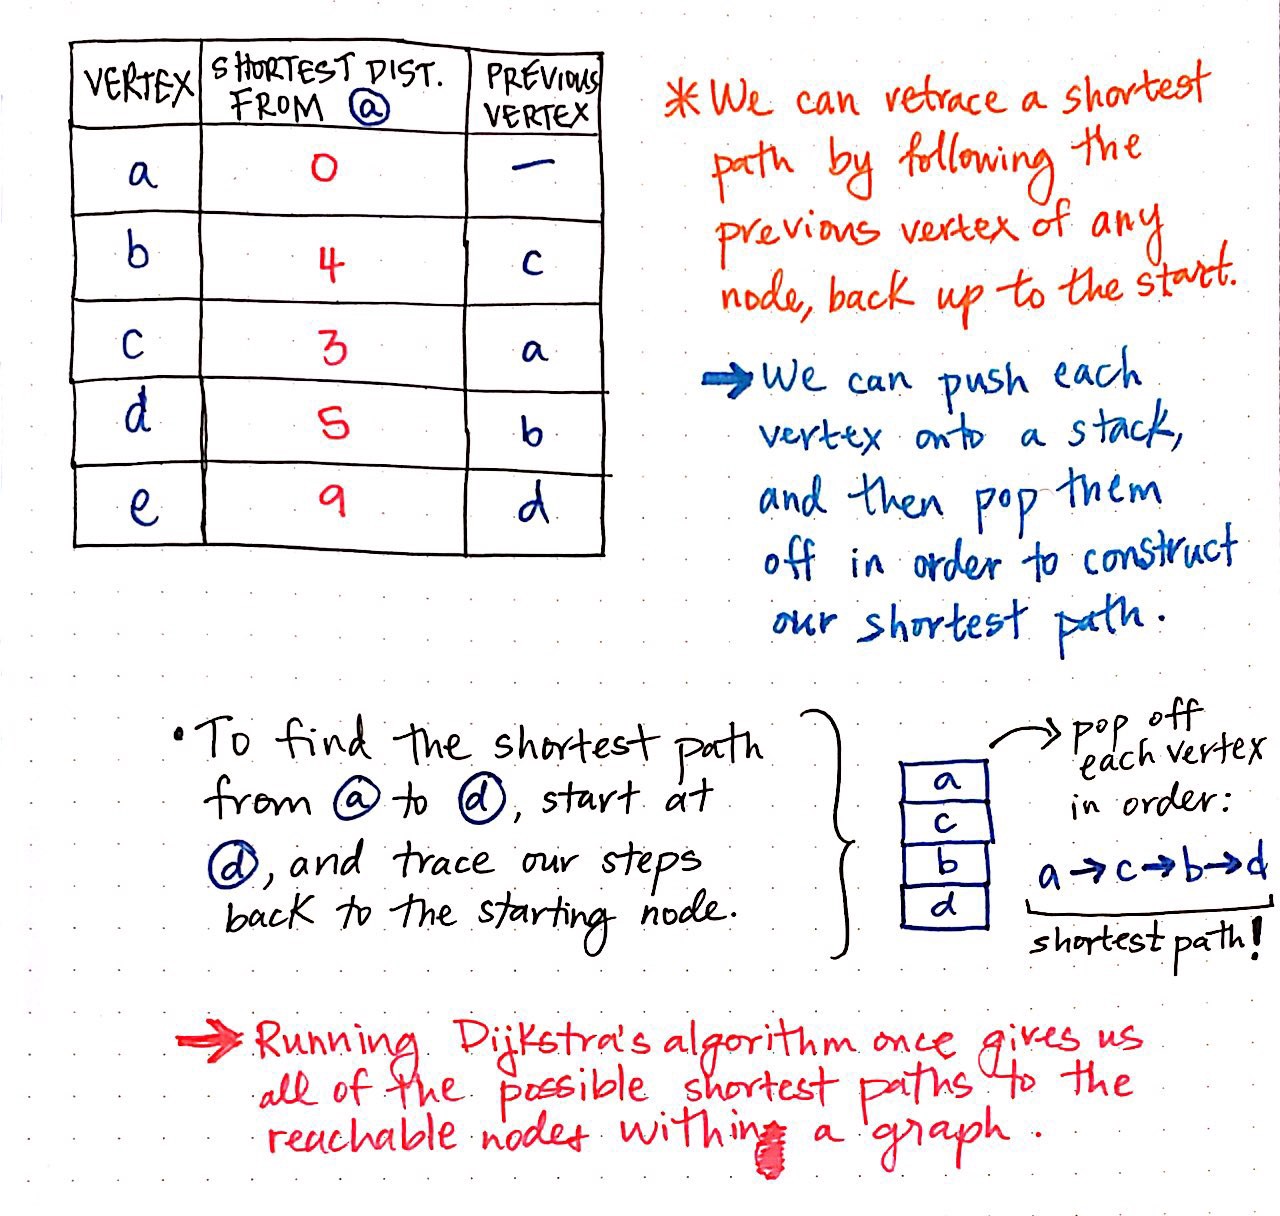 VERTEX SHORTEST DIST. FROM ⓐ PREVIOUS VERTEX
a 0 —
b 4 c
c 3 a
d 5 b
e 9 d
* We can retrace a shortest
path by following the
previous vertex of any
node, back up to the start.
→ We can push each
vertex onto a stack,
and then pop them
off in order to construct
our shortest path.
• To find the shortest path
from ⓐ to ⓓ, start at
ⓓ, and trace our steps
back to the starting node.
a
c
b
d
pop off
each vertex
in order:
a → c → b → d
shortest path!
→ Running Dijkstra's algorithm once gives us
all of the possible shortest paths to the
reachable nodes within a graph.